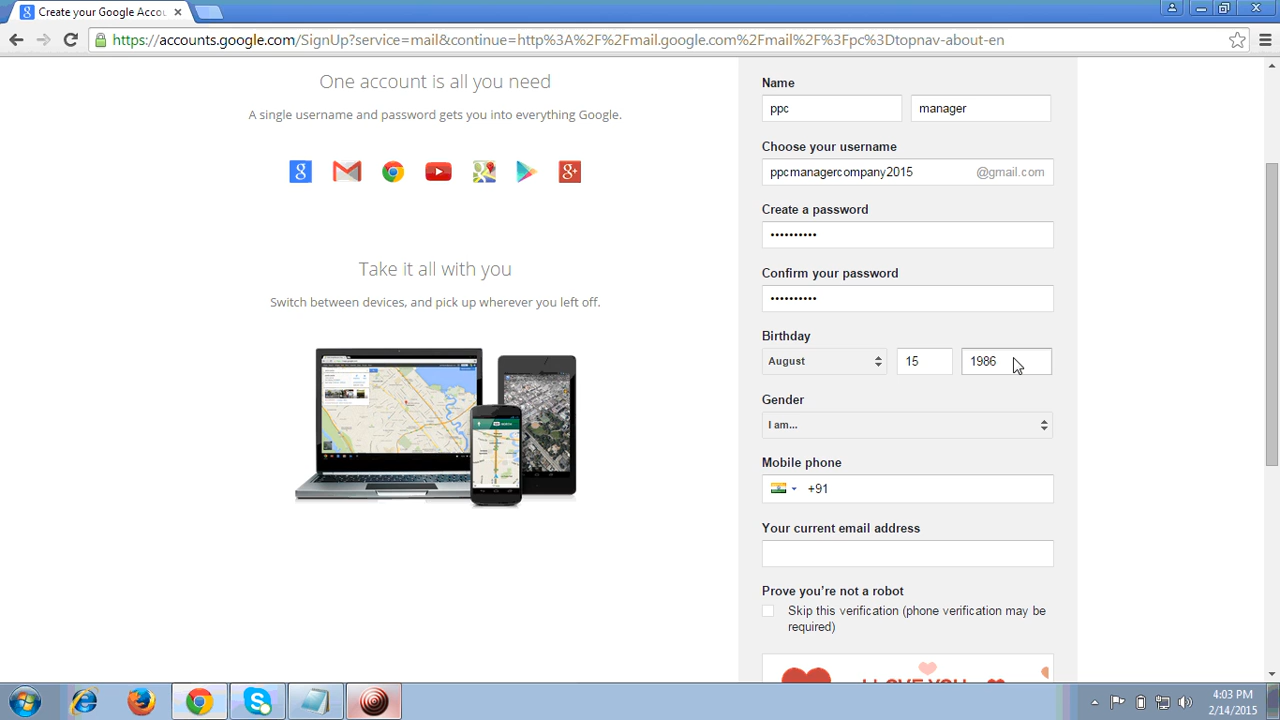 Create your Google Accou
https://accounts.google.com/SignUp?service=mail&continue=http%3A%2F%2Fmail.google.com%2Fmail%2F%3Fpc%3Dtopnav-about-en
One account is all you need
A single username and password gets you into everything Google.
Take it all with you
Switch between devices, and pick up wherever you left off.
Name
ppc manager
Choose your username
ppcmanagercompany2015 @gmail.com
Create a password
••••••••••
Confirm your password
••••••••••
Birthday
August 15 1986
Gender
I am...
Mobile phone
+91
Your current email address
Prove you're not a robot
Skip this verification (phone verification may be
required)
I LOVE YOU
4:03 PM
2/14/2015